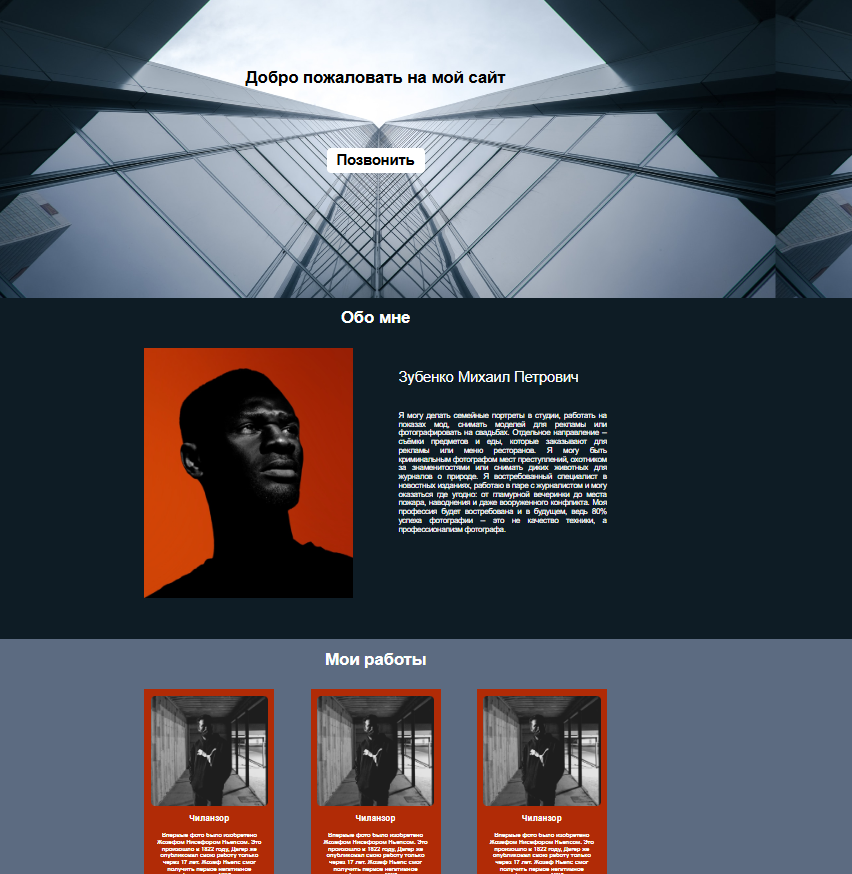 Добро пожаловать на мой сайт
Позвонить
Обо мне
Зубенко Михаил Петрович
Я могу делать семейные портреты в студии, работать на
показах мод, снимать моделей для рекламы или
фотографировать на свадьбах. Отдельное направление –
съёмки предметов и еды, которые заказывают для
рекламы или меню ресторанов. Я могу быть
криминальным фотографом мест преступлений, охотником
за знаменитостями или снимать диких животных для
журналов о природе. Я востребованный специалист в
новостных изданиях, работаю в паре с журналистом и могу
оказаться где угодно: от гламурной вечеринки до места
пожара, наводнения и даже вооруженного конфликта. Моя
профессия будет востребована и в будущем, ведь 80%
успеха фотографии – это не качество техники, а
профессионализм фотографа.
Мои работы
Чиланзор
Впервые фото было изобретено
Жозефом Нисефором Ньепсом. Это
произошло в 1822 году, Дагер же
опубликовал свою работу только
через 17 лет. Жозеф Ньепс смог
получить первое негативное
Чиланзор
Впервые фото было изобретено
Жозефом Нисефором Ньепсом. Это
произошло в 1822 году, Дагер же
опубликовал свою работу только
через 17 лет. Жозеф Ньепс смог
получить первое негативное
Чиланзор
Впервые фото было изобретено
Жозефом Нисефором Ньепсом. Это
произошло в 1822 году, Дагер же
опубликовал свою работу только
через 17 лет. Жозеф Ньепс смог
получить первое негативное